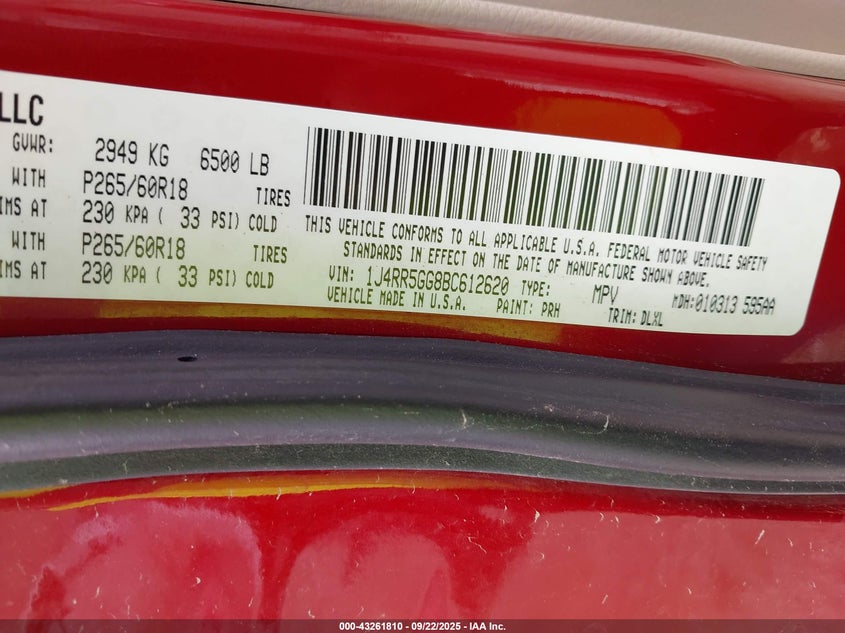 LLC
GVWR: 2949 KG 6500 LB
WITH P265/60R18 TIRES
IMS AT 230 KPA ( 33 PSI) COLD
WITH P265/60R18 TIRES
IMS AT 230 KPA ( 33 PSI) COLD
THIS VEHICLE CONFORMS TO ALL APPLICABLE U.S.A. FEDERAL MOTOR VEHICLE SAFETY
STANDARDS IN EFFECT ON THE DATE OF MANUFACTURE SHOWN ABOVE.
VIN: 1J4RR5GG8BC612620 TYPE: MPV MDH:010313 595AA
VEHICLE MADE IN U.S.A. PAINT: PRH TRIM: DLXL
000-43261810 - 09/22/2025 - IAA Inc.